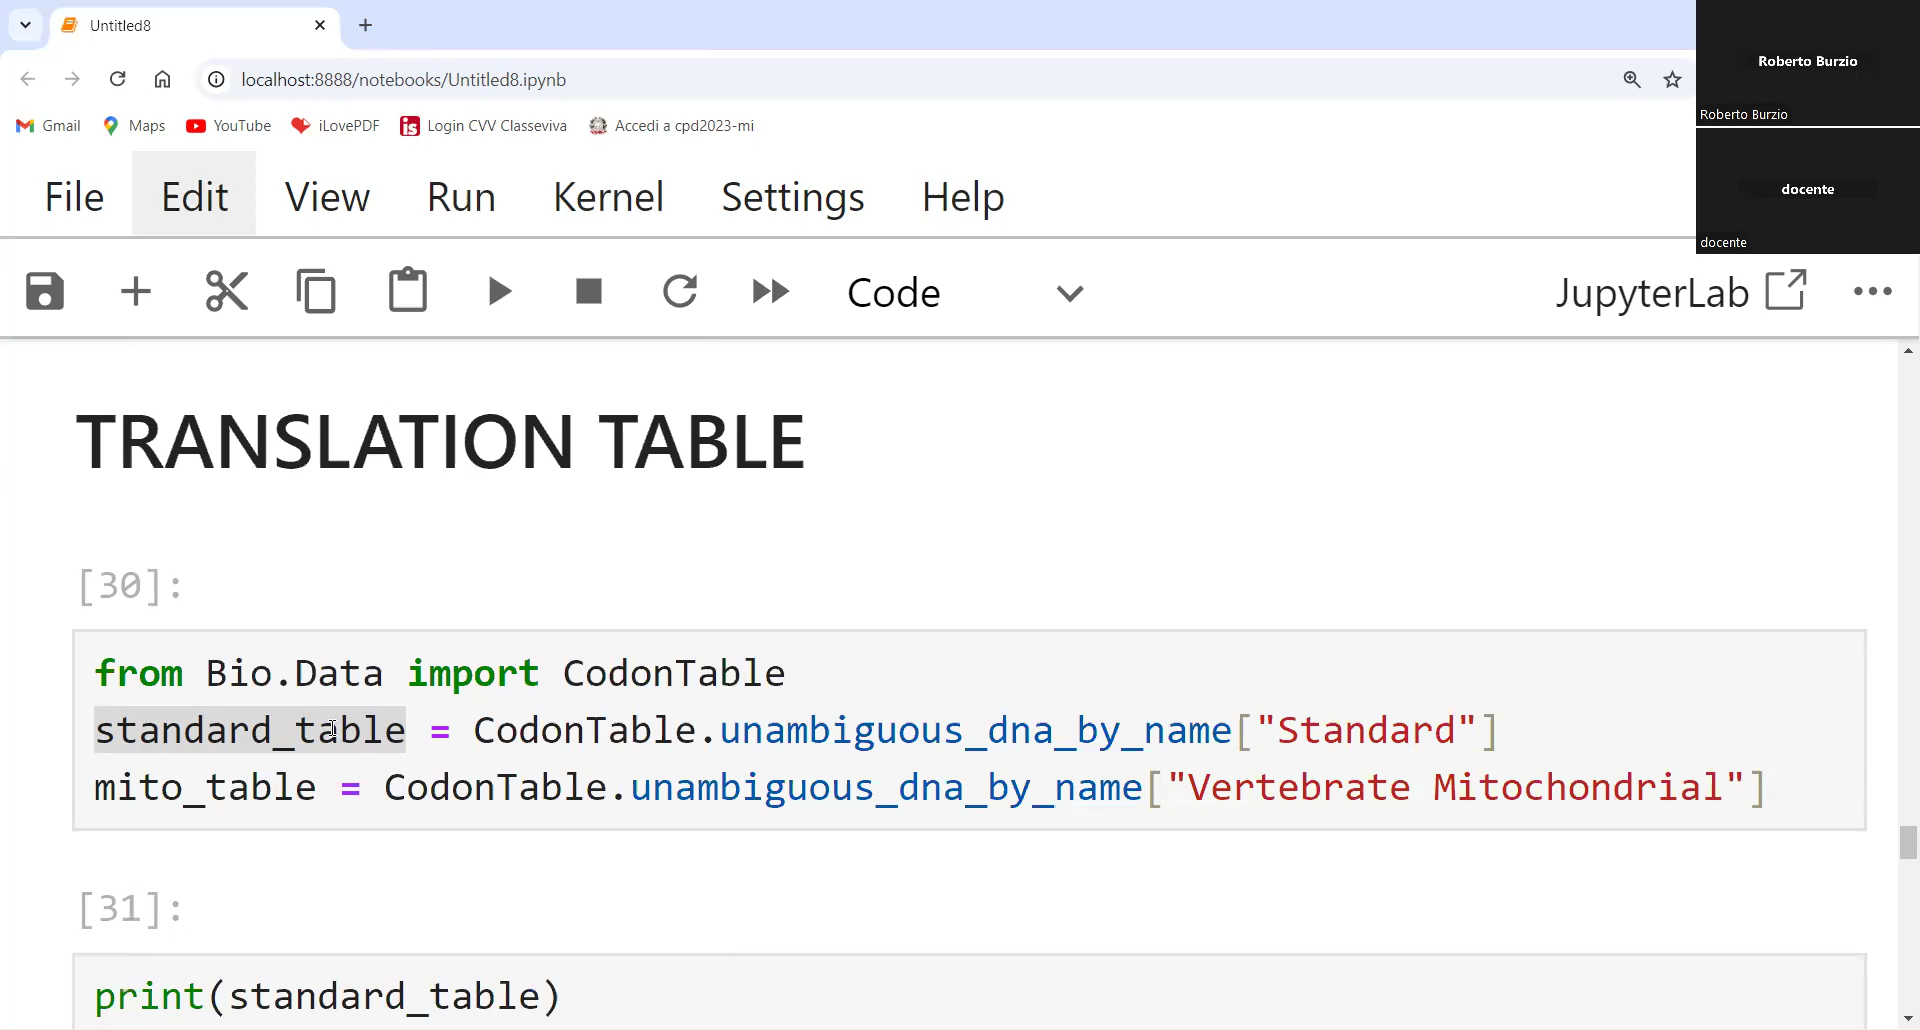 Untitled8
localhost:8888/notebooks/Untitled8.ipynb
Gmail Maps YouTube iLovePDF Login CVV Classeviva Accedi a cpd2023-mi
Roberto Burzio
Roberto Burzio
docente
docente
File Edit View Run Kernel Settings Help
Code JupyterLab
TRANSLATION TABLE
[30]:
from Bio.Data import CodonTable
standard_table = CodonTable.unambiguous_dna_by_name["Standard"]
mito_table = CodonTable.unambiguous_dna_by_name["Vertebrate Mitochondrial"]
[31]:
print(standard_table)